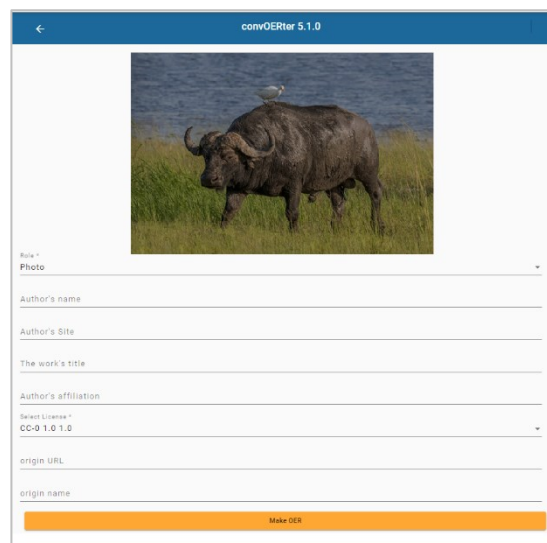 convOERter 5.1.0
Role *
Photo
Author's name
Author's Site
The work's title
Author's affiliation
Select License *
CC-0 1.0 1.0
origin URL
origin name
Make OER